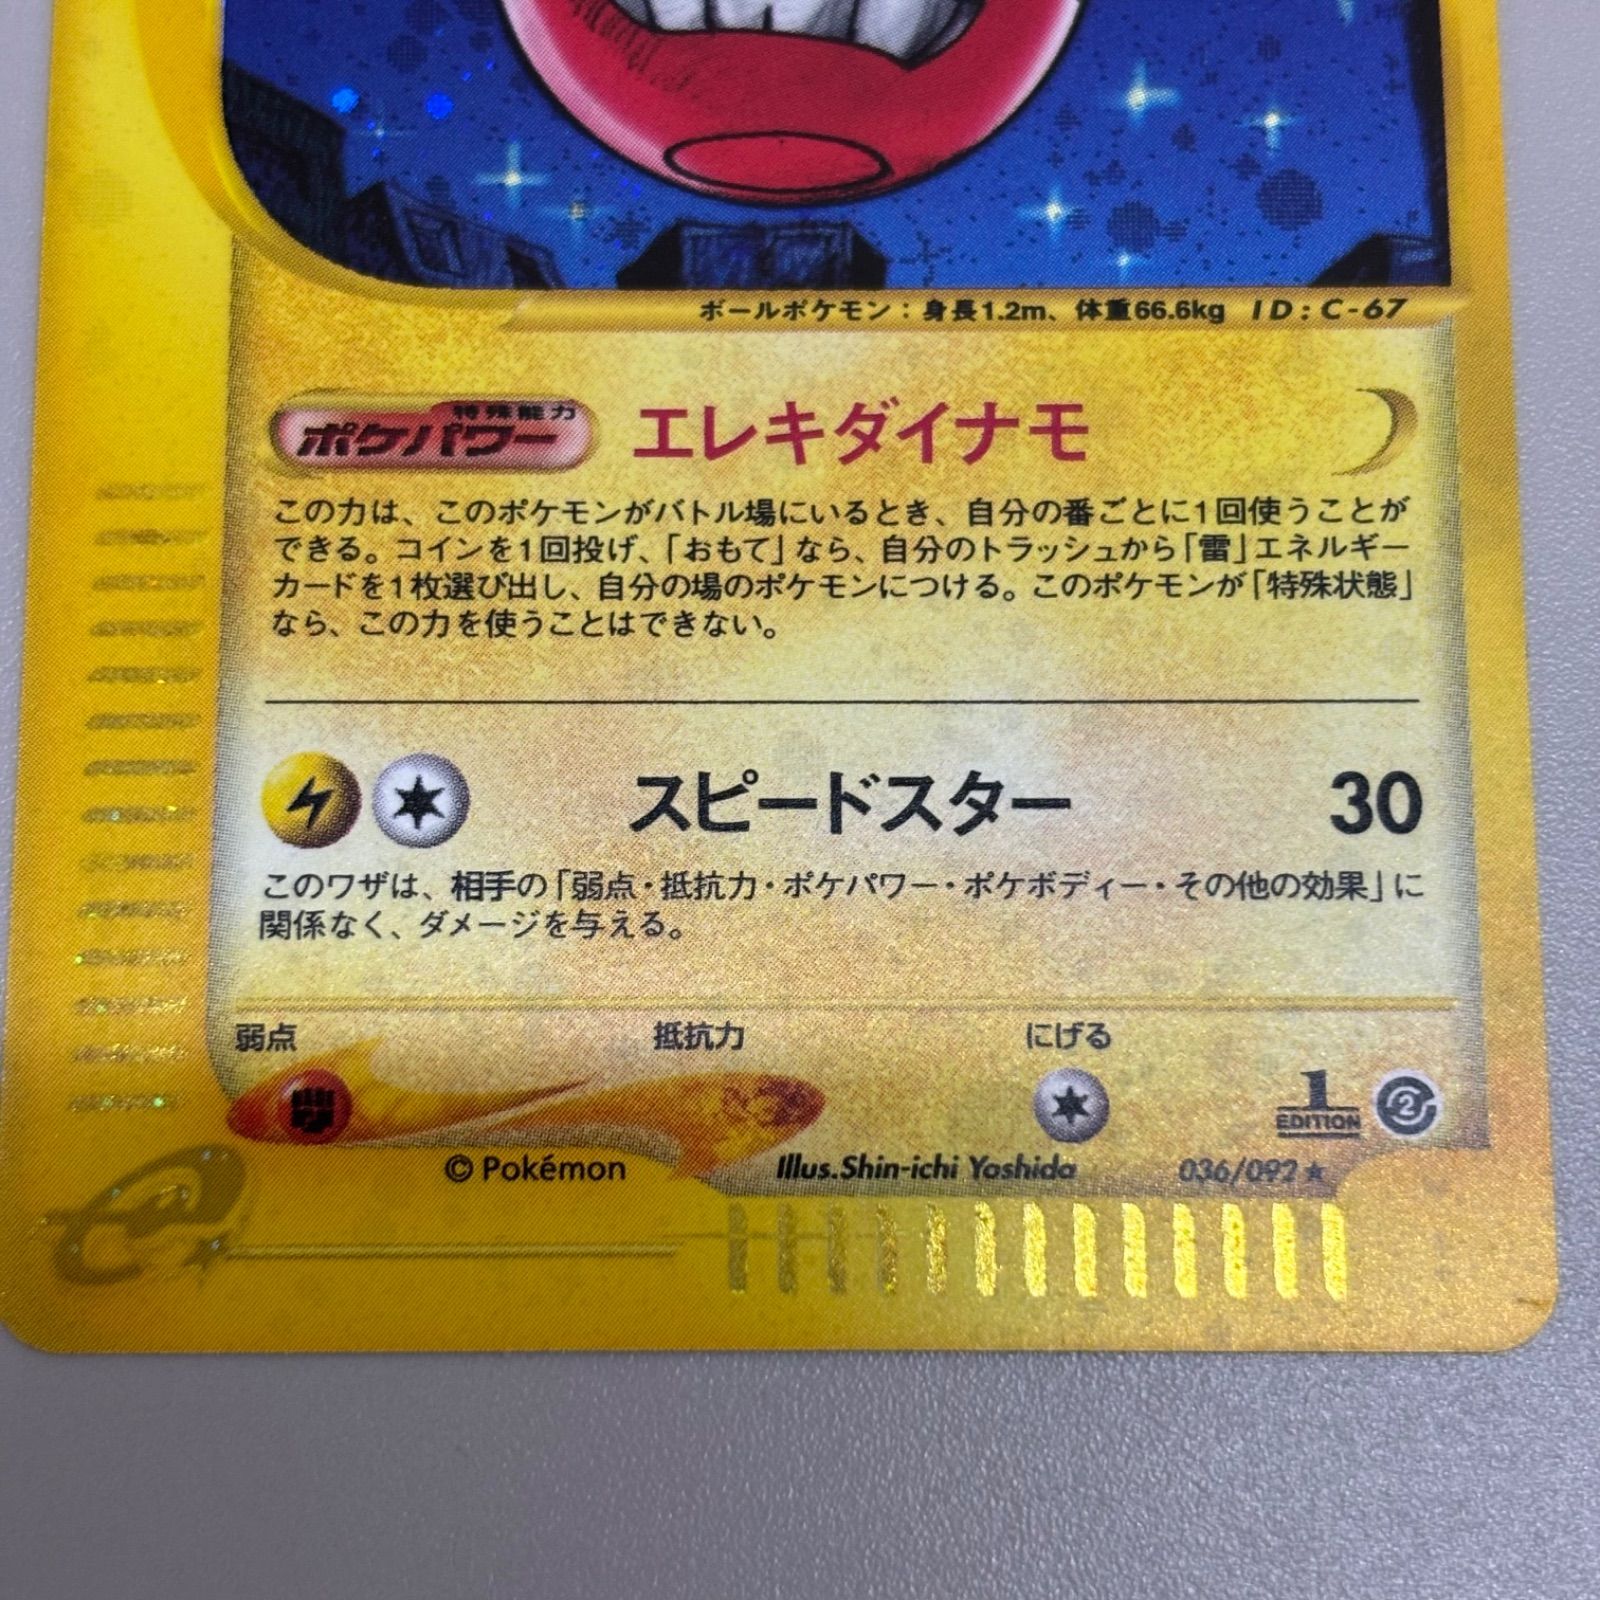 ボールポケモン：身長1.2m、体重66.6kg ID：C-67
特殊能力
ポケパワー エレキダイナモ
この力は、このポケモンがバトル場にいるとき、自分の番ごとに1回使うことが
できる。コインを1回投げ、「おもて」なら、自分のトラッシュから「雷」エネルギー
カードを1枚選び出し、自分の場のポケモンにつける。このポケモンが「特殊状態」
なら、この力を使うことはできない。
スピードスター 30
このワザは、相手の「弱点・抵抗力・ポケパワー・ポケボディー・その他の効果」に
関係なく、ダメージを与える。
弱点 抵抗力 にげる
1 EDITION 2
© Pokémon Illus.Shin-ichi Yoshida 036/092★
e